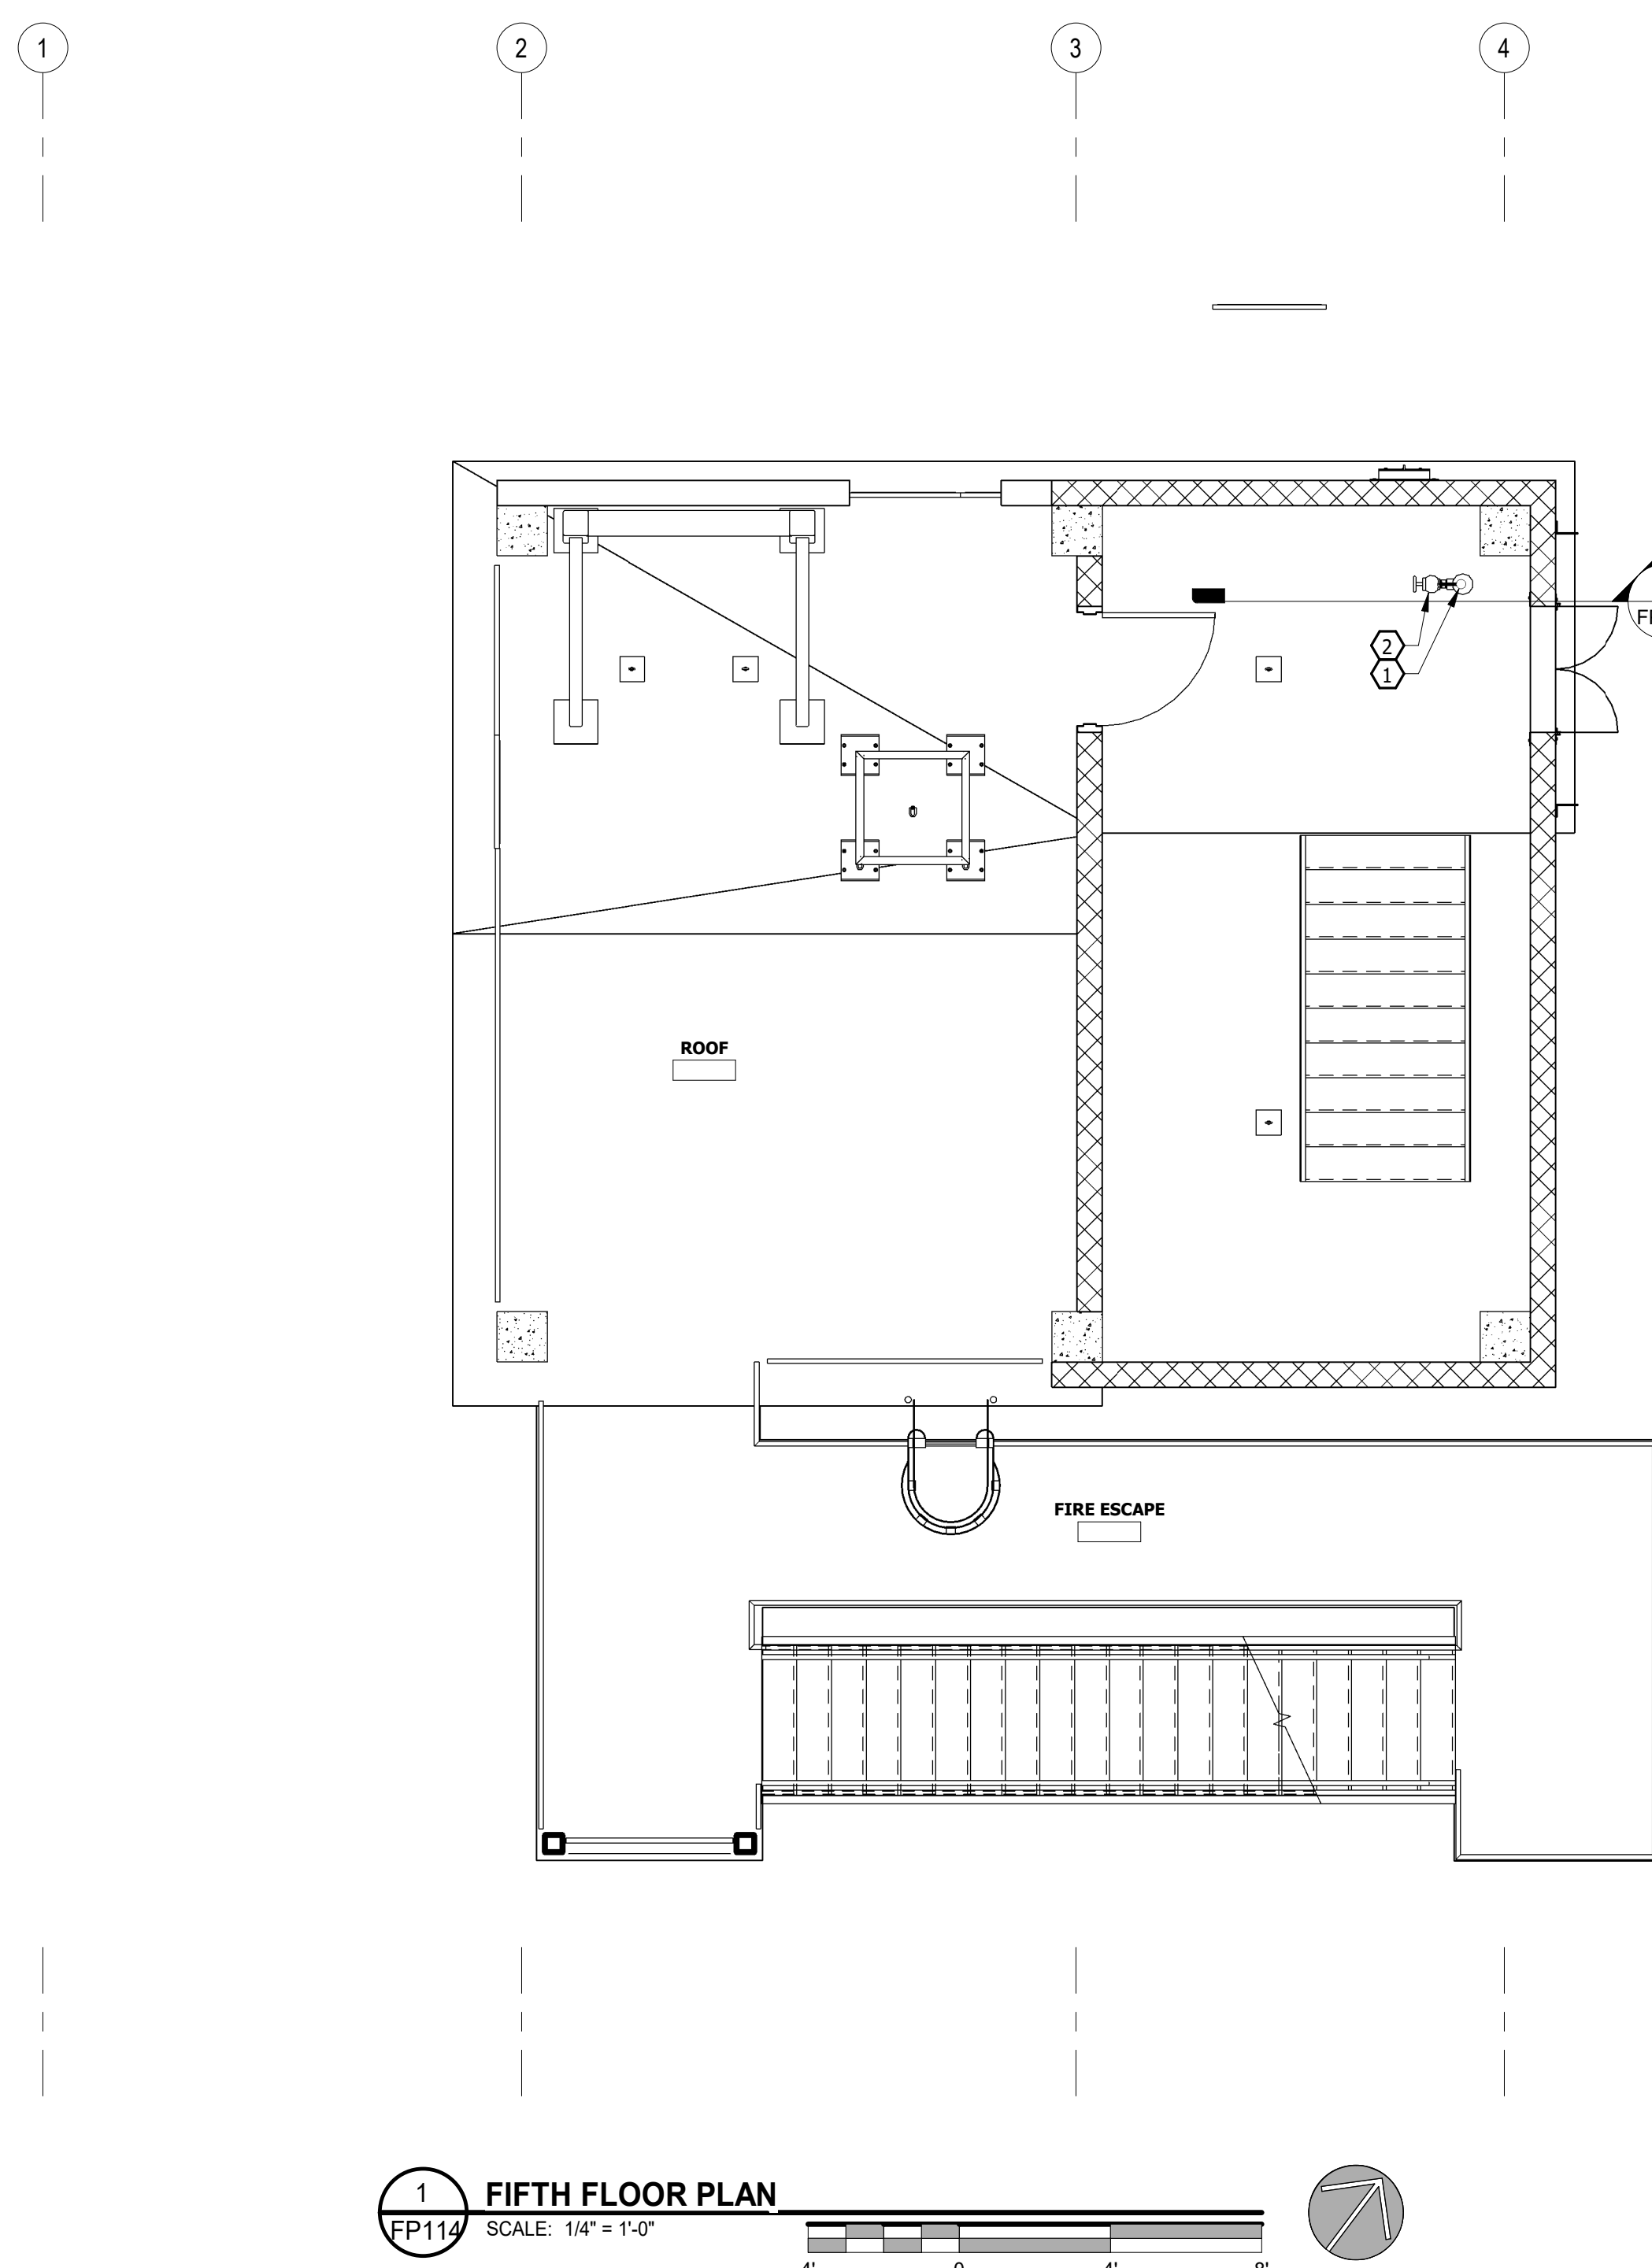 1 2 3 4
2
1
ROOF
FIRE ESCAPE
1
FIFTH FLOOR PLAN
FP114
SCALE: 1/4" = 1'-0"